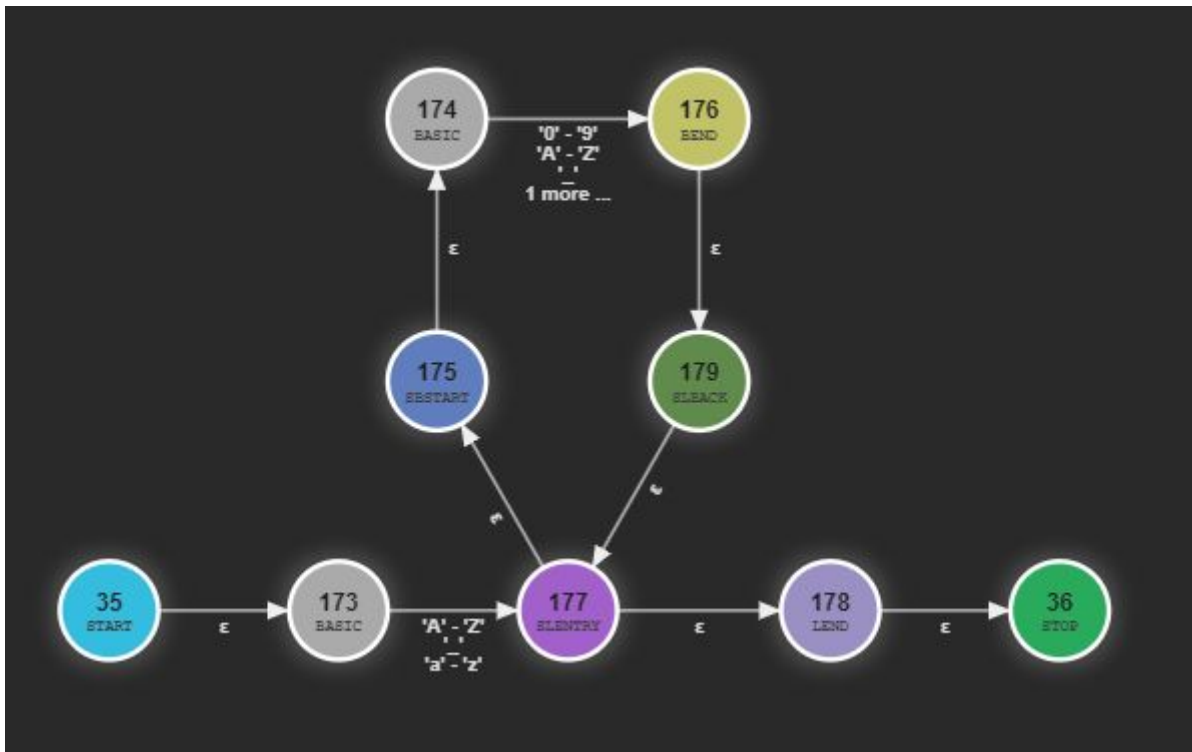 174
BASIC
'0' - '9'
'A' - 'Z'
'_'
1 more ...
176
BEND
ε
ε
175
SBSTART
179
SLBACK
ε
ε
35
START
ε
173
BASIC
'A' - 'Z'
'_'
'a' - 'z'
177
SLENTRY
ε
178
LEND
ε
36
STOP